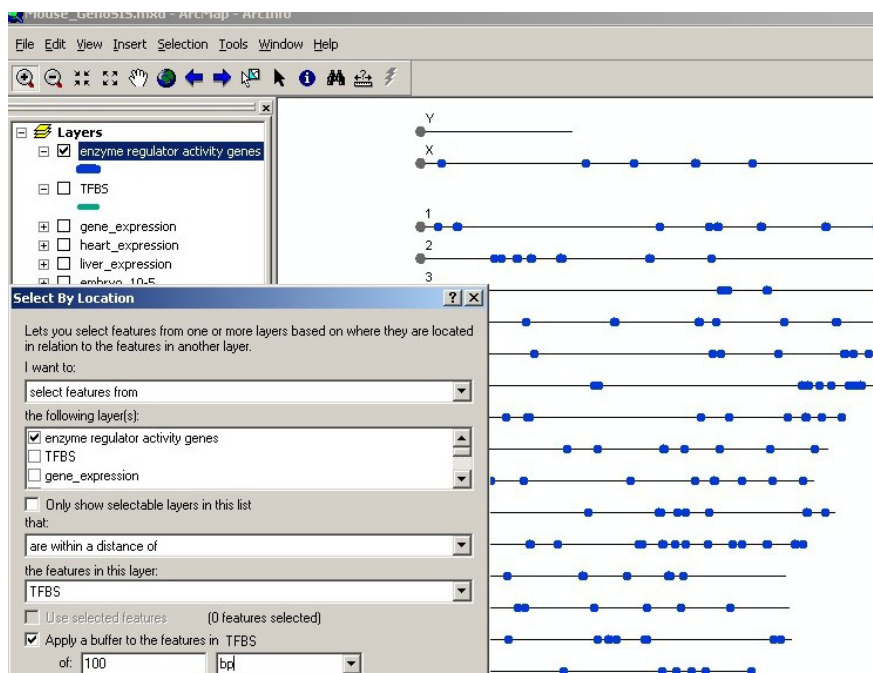 Mouse_GenoSIS.mxd - ArcMap - ArcInfo
File Edit View Insert Selection Tools Window Help
Layers
enzyme regulator activity genes
TFBS
gene_expression
heart_expression
liver_expression
embryo_10-5
Y
X
1
2
3
Select By Location
Lets you select features from one or more layers based on where they are located
in relation to the features in another layer.
I want to:
select features from
the following layer(s):
enzyme regulator activity genes
TFBS
gene_expression
Only show selectable layers in this list
that:
are within a distance of
the features in this layer:
TFBS
Use selected features (0 features selected)
Apply a buffer to the features in TFBS
of: 100 bp